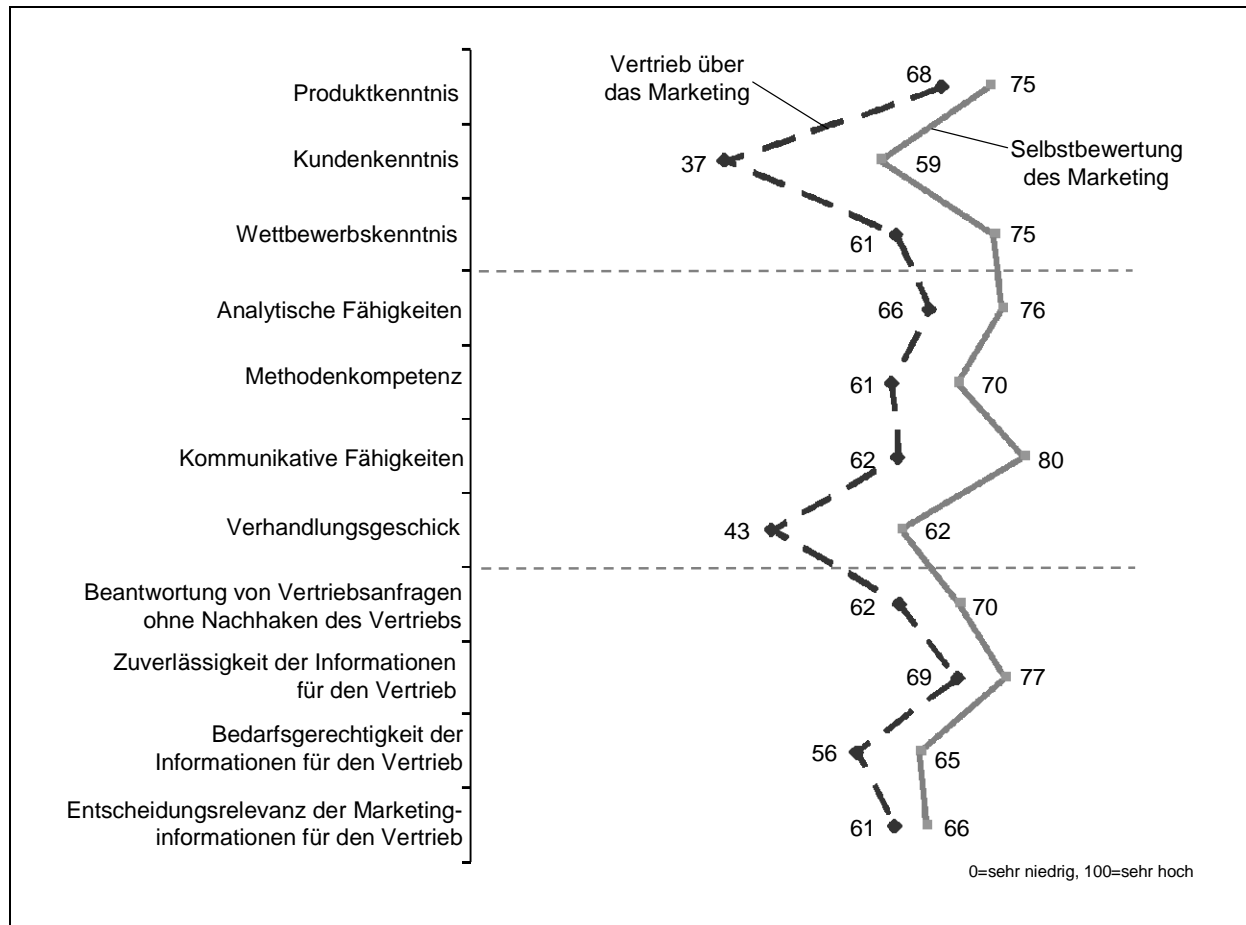 Vertrieb über
das Marketing
68
75
Produktkenntnis
Kundenkenntnis
37
59
Selbstbewertung
des Marketing
Wettbewerbskenntnis
61
75
Analytische Fähigkeiten
66
76
Methodenkompetenz
61
70
Kommunikative Fähigkeiten
62
80
Verhandlungsgeschick
43
62
Beantwortung von Vertriebsanfragen
ohne Nachhaken des Vertriebs
62
70
Zuverlässigkeit der Informationen
für den Vertrieb
69
77
Bedarfsgerechtigkeit der
Informationen für den Vertrieb
56
65
Entscheidungsrelevanz der Marketing-
informationen für den Vertrieb
61
66
0=sehr niedrig, 100=sehr hoch